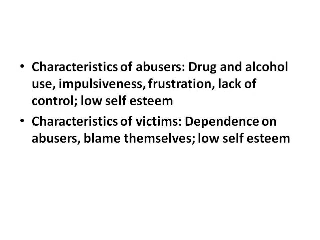 • Characteristics of abusers: Drug and alcohol
use, impulsiveness, frustration, lack of
control; low self esteem
• Characteristics of victims: Dependence on
abusers, blame themselves; low self esteem